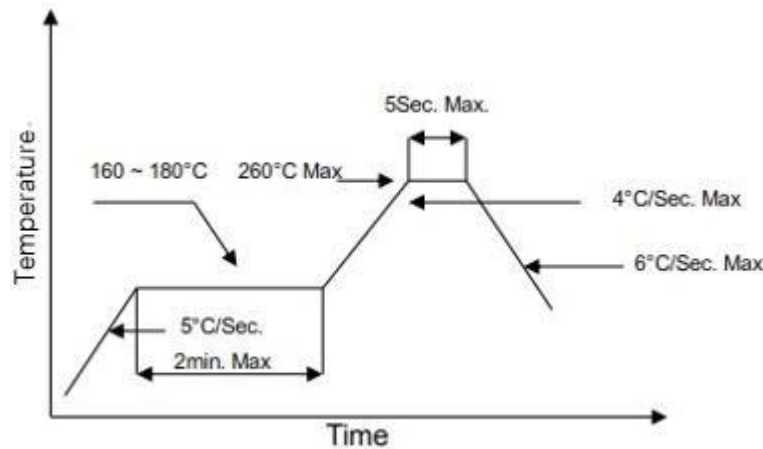 5Sec. Max.
160 ~ 180°C
260°C Max
4°C/Sec. Max
6°C/Sec. Max
5°C/Sec.
2min. Max
Temperature
Time